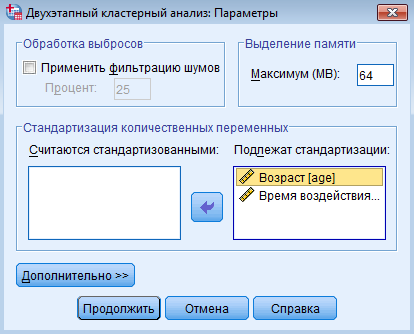 Двухэтапный кластерный анализ: Параметры
Обработка выбросов
Применить фильтрацию шумов
Процент: 25
Выделение памяти
Максимум (MB): 64
Стандартизация количественных переменных
Считаются стандартизованными:
Подлежат стандартизации:
Возраст [age]
Время воздействия...
Дополнительно >>
Продолжить
Отмена
Справка